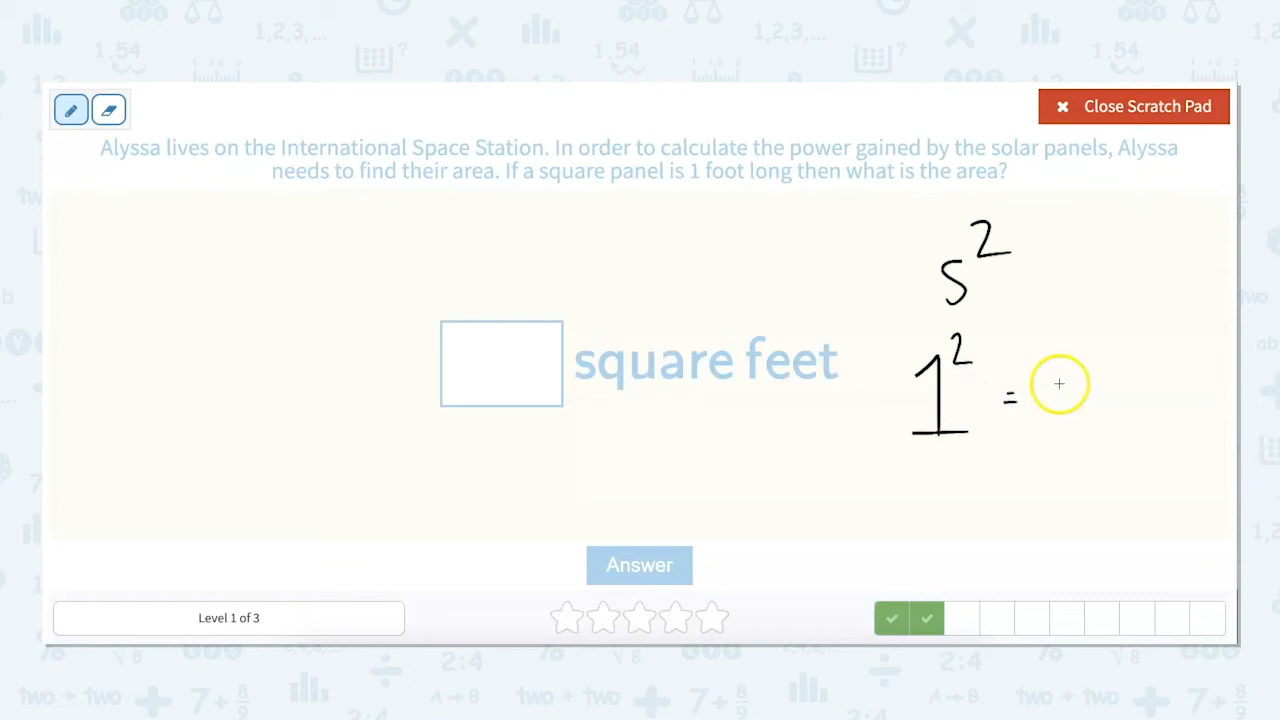 Close Scratch Pad
Alyssa lives on the International Space Station. In order to calculate the power gained by the solar panels, Alyssa
needs to find their area. If a square panel is 1 foot long then what is the area?
s²
square feet
1² =
Answer
Level 1 of 3